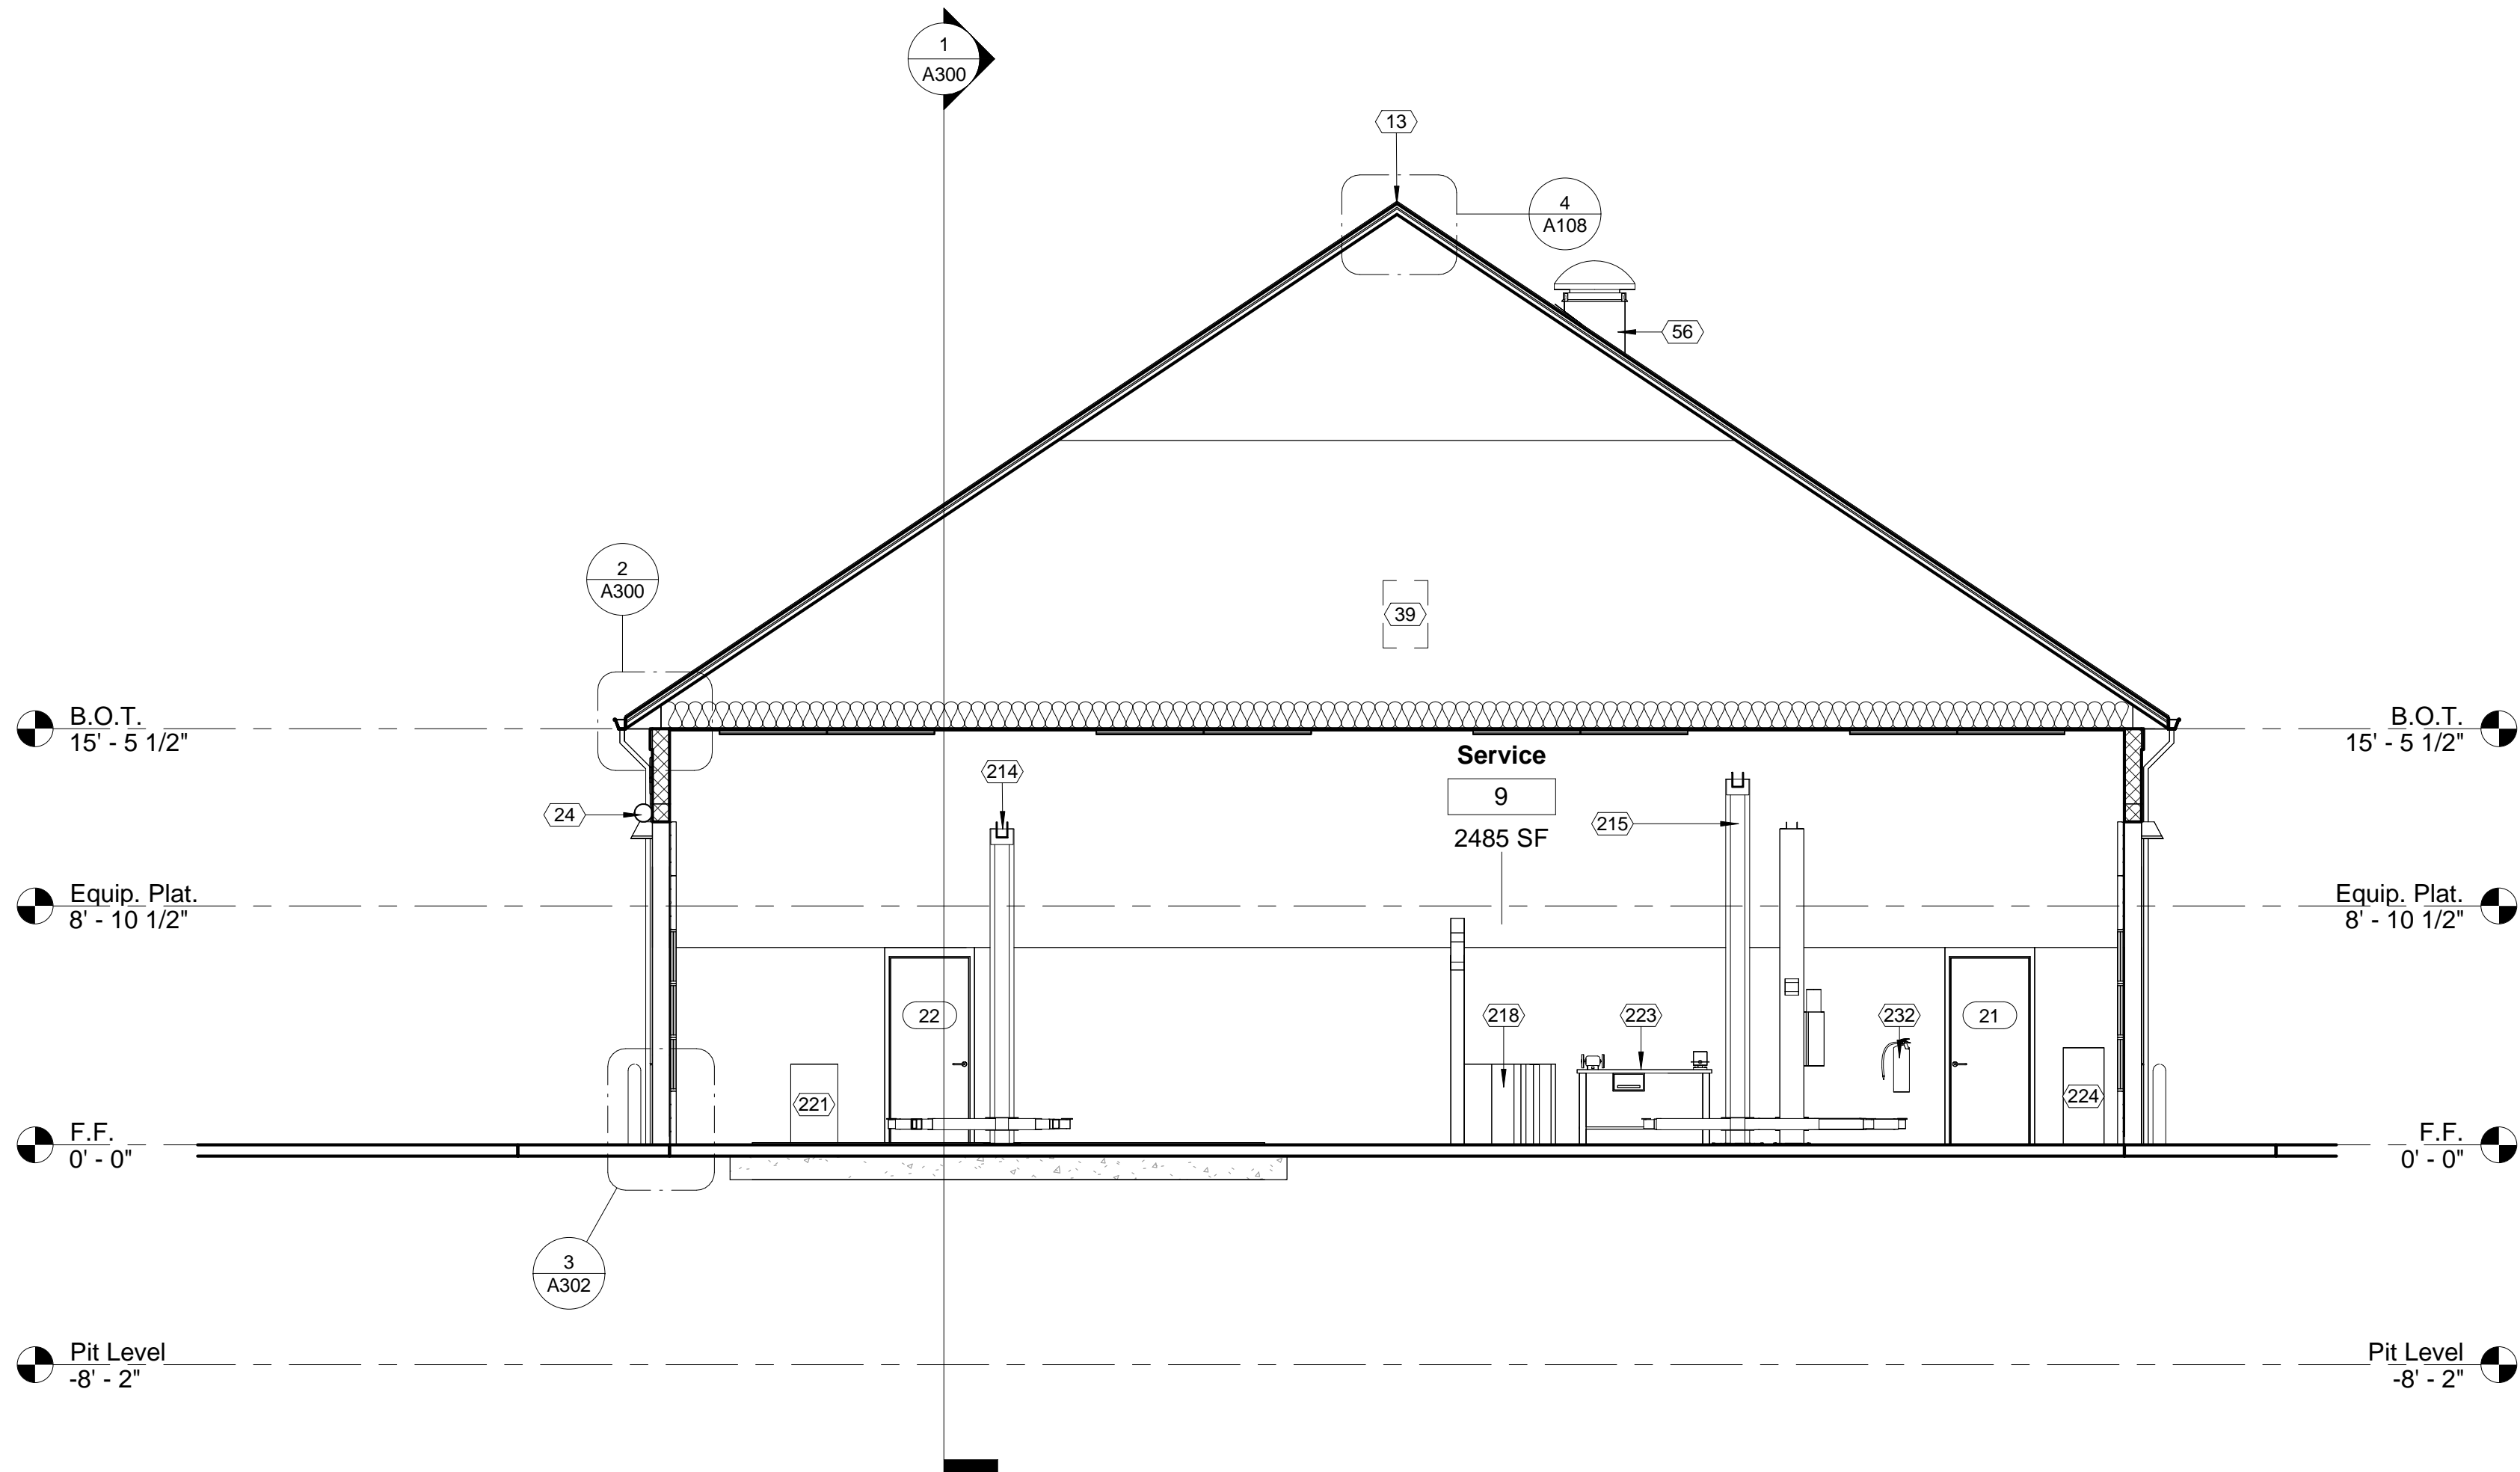 1
A300
13
4
A108
56
2
A300
39
B.O.T.
15' - 5 1/2"
B.O.T.
15' - 5 1/2"
Service
9
2485 SF
214
24
215
Equip. Plat.
8' - 10 1/2"
Equip. Plat.
8' - 10 1/2"
22
218
223
232
21
221
224
F.F.
0' - 0"
F.F.
0' - 0"
3
A302
Pit Level
-8' - 2"
Pit Level
-8' - 2"